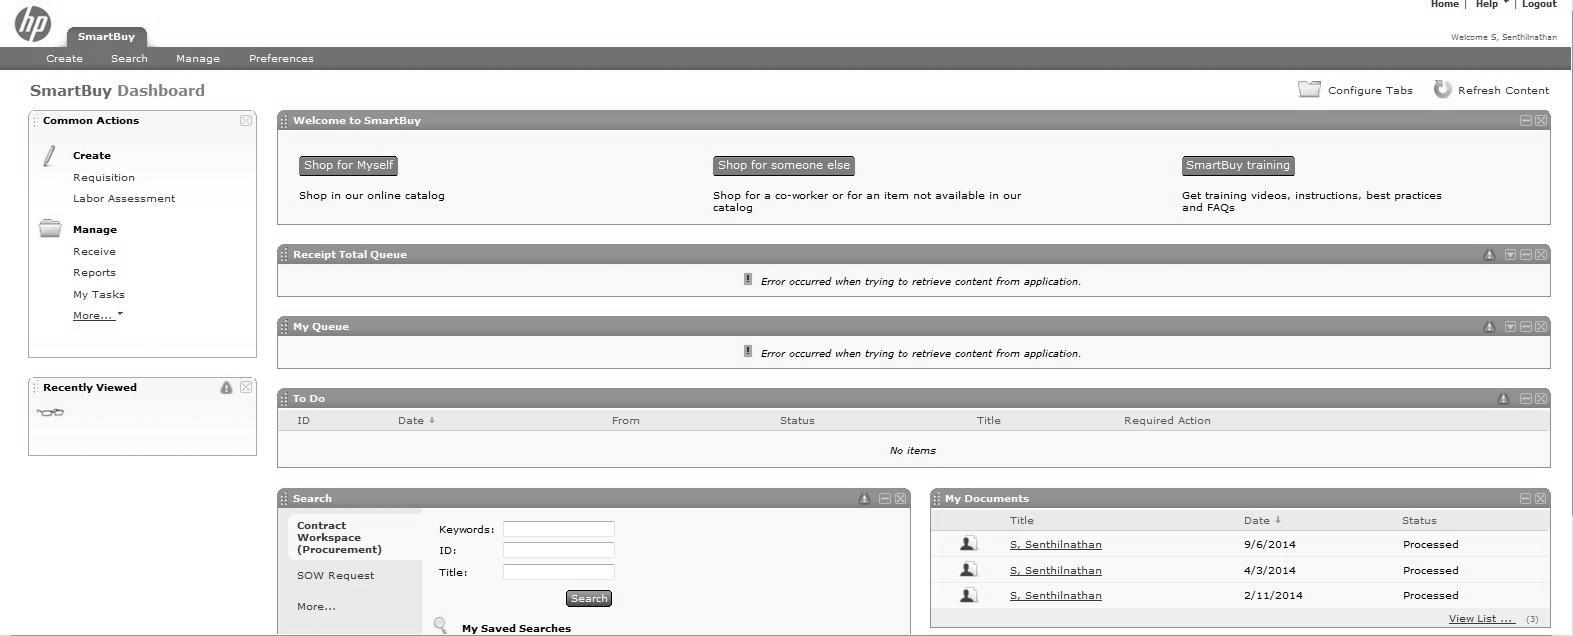 hp
Home | Help | Logout
SmartBuy
Welcome S, Senthilnathan
Create Search Manage Preferences
SmartBuy Dashboard
Configure Tabs Refresh Content
Common Actions
Create
Requisition
Labor Assessment
Manage
Receive
Reports
My Tasks
More...
Recently Viewed
Welcome to SmartBuy
Shop for Myself
Shop in our online catalog
Shop for someone else
Shop for a co-worker or for an item not available in our
catalog
SmartBuy training
Get training videos, instructions, best practices
and FAQs
Receipt Total Queue
! Error occurred when trying to retrieve content from application.
My Queue
! Error occurred when trying to retrieve content from application.
To Do
ID Date ↓ From Status Title Required Action
No items
Search
Contract
Workspace
(Procurement)
SOW Request
More...
Keywords:
ID:
Title:
Search
My Saved Searches
My Documents
Title Date ↓ Status
S, Senthilnathan 9/6/2014 Processed
S, Senthilnathan 4/3/2014 Processed
S, Senthilnathan 2/11/2014 Processed
View List ... (3)